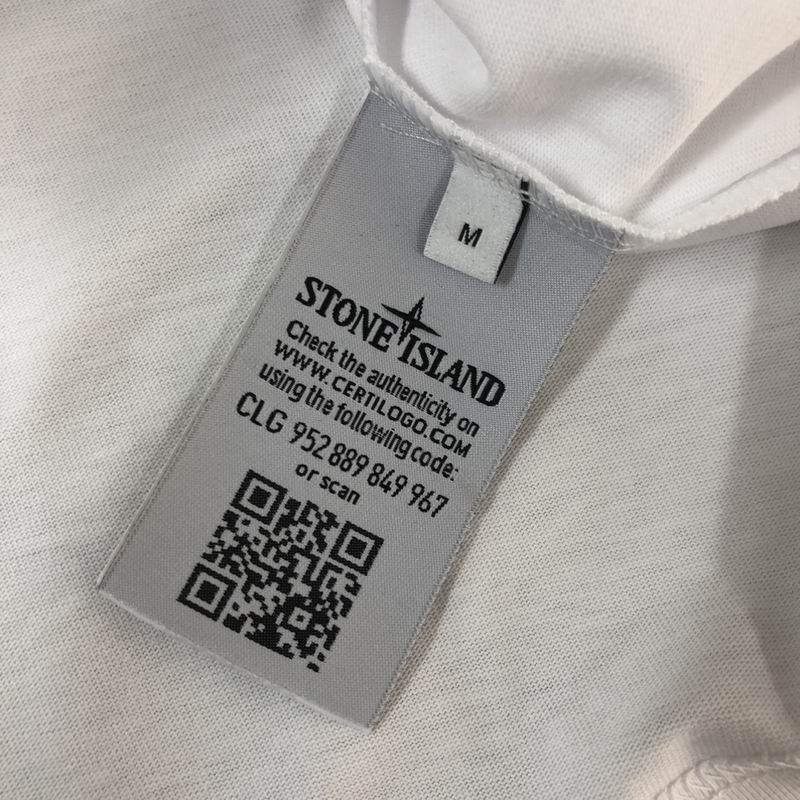 M
STONE ISLAND
Check the authenticity on
WWW.CERTILOGO.COM
using the following code:
CLG 952 889 849 967
or scan